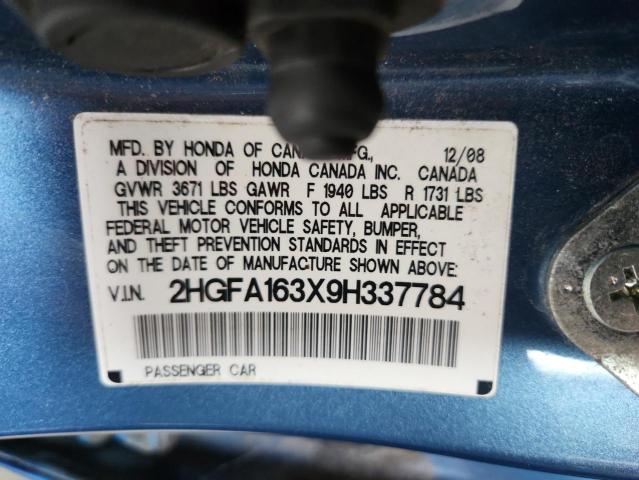 MFD. BY HONDA OF CAN MFG., 12/08
A DIVISION OF HONDA CANADA INC. CANADA
GVWR 3671 LBS GAWR F 1940 LBS R 1731 LBS
THIS VEHICLE CONFORMS TO ALL APPLICABLE
FEDERAL MOTOR VEHICLE SAFETY, BUMPER,
AND THEFT PREVENTION STANDARDS IN EFFECT
ON THE DATE OF MANUFACTURE SHOWN ABOVE:
V.I.N. 2HGFA163X9H337784
PASSENGER CAR